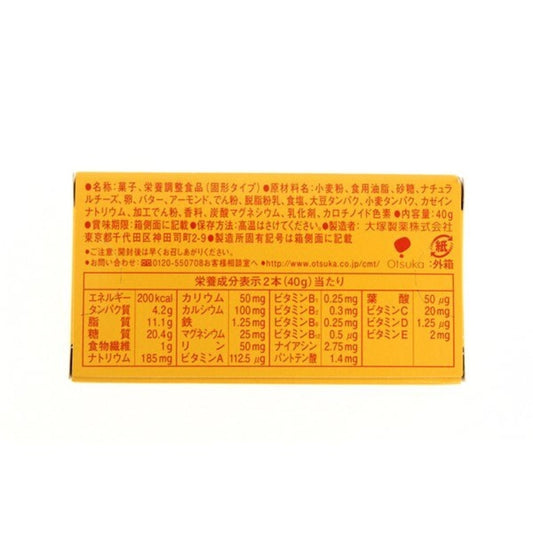 ●名称：菓子、栄養調整食品(固形タイプ)●原材料名：小麦粉、食用油脂、砂糖、ナチュラ
ルチーズ、卵、バター、アーモンド、でん粉、脱脂粉乳、食塩、大豆タンパク、小麦タンパク、カゼイン
ナトリウム、加工でん粉、香料、炭酸マグネシウム、乳化剤、カロチノイド色素 ●内容量：40g
●賞味期限：箱側面に記載●保存方法：高温はさけてください。●製造者：大塚製薬株式会社
東京都千代田区神田司町2-9●製造所固有記号は箱側面に記載
●ご注意：開封後は早くお召しあがりください。
●0120-550708お客様相談室へ●http://www.otsuka.co.jp/cmt/
Otsuka
紙
:外箱
栄養成分表示2本(40g)当たり
エネルギー 200kcal カリウム 50mg ビタミンB₁ 0.25mg 葉酸 50μg
タンパク質 4.2g カルシウム 100mg ビタミンB₂ 0.3mg ビタミンC 20mg
脂質 11.1g 鉄 1.25mg ビタミンB₆ 0.25mg ビタミンD 1.25μg
糖質 20.4g マグネシウム 25mg ビタミンB₁₂ 0.5μg ビタミンE 2mg
食物繊維 1g リン 50mg ナイアシン 2.75mg
ナトリウム 185mg ビタミンA 112.5μg パントテン酸 1.4mg